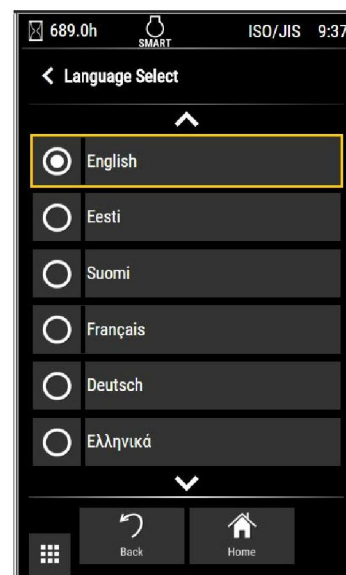 689.0h SMART ISO/JIS 9:37
Language Select
English
Eesti
Suomi
Français
Deutsch
Ελληνικά
Back Home